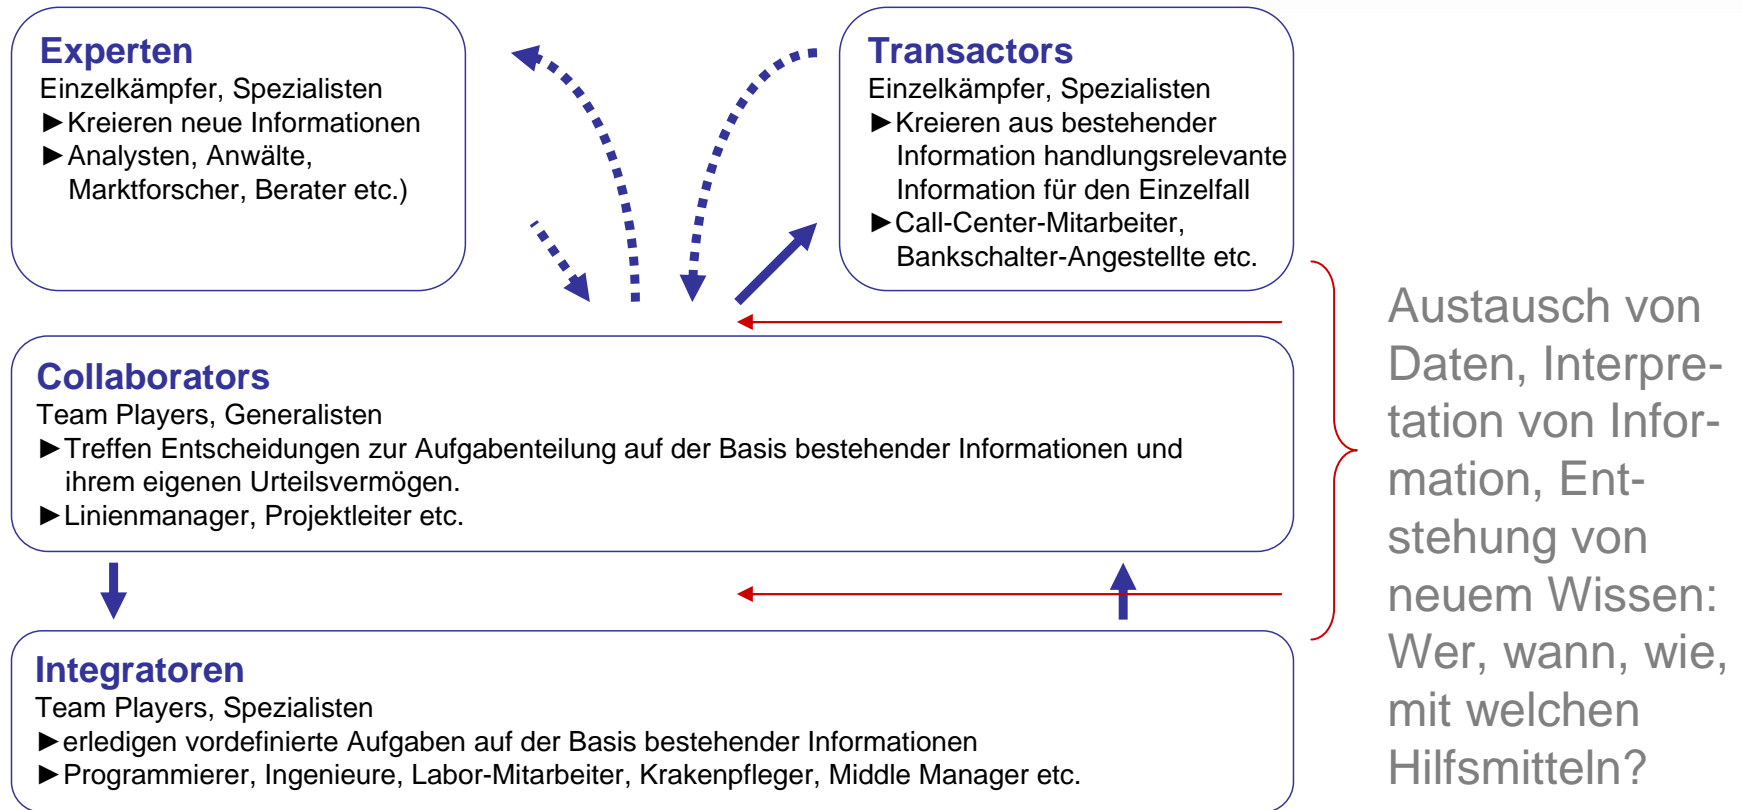 Experten
Einzelkämpfer, Spezialisten
►Kreieren neue Informationen
►Analysten, Anwälte,
Marktforscher, Berater etc.)
Transactors
Einzelkämpfer, Spezialisten
►Kreieren aus bestehender
Information handlungsrelevante
Information für den Einzelfall
►Call-Center-Mitarbeiter,
Bankschalter-Angestellte etc.
Collaborators
Team Players, Generalisten
►Treffen Entscheidungen zur Aufgabenteilung auf der Basis bestehender Informationen und
ihrem eigenen Urteilsvermögen.
►Linienmanager, Projektleiter etc.
Integratoren
Team Players, Spezialisten
►erledigen vordefinierte Aufgaben auf der Basis bestehender Informationen
►Programmierer, Ingenieure, Labor-Mitarbeiter, Krakenpfleger, Middle Manager etc.
Austausch von
Daten, Interpre-
tation von Infor-
mation, Ent-
stehung von
neuem Wissen:
Wer, wann, wie,
mit welchen
Hilfsmitteln?